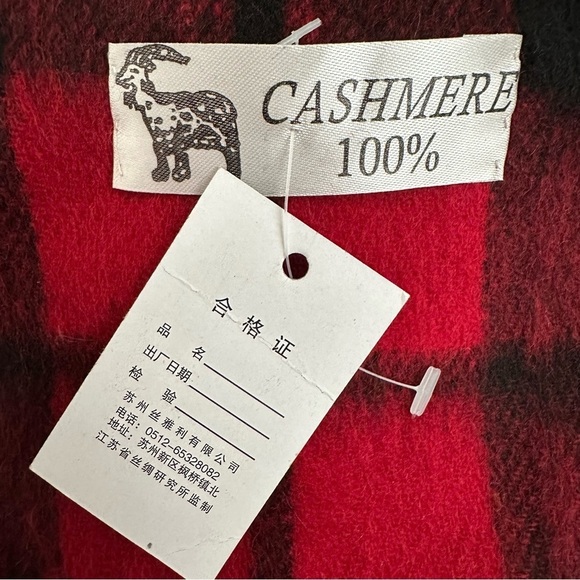 CASHMERE
100%
合格证
品 名
出厂日期
检 验
苏州丝雅利有限公司
电话: 0512-65328082
地址: 苏州新区枫桥镇北
江苏省丝绸研究所监制